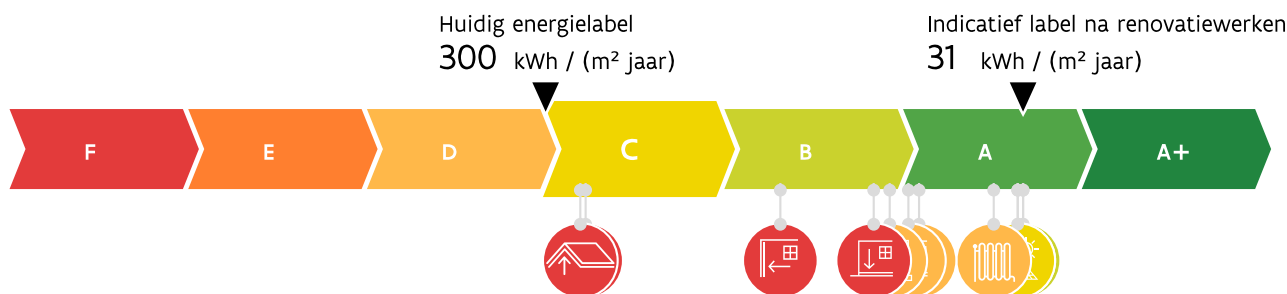 Huidig energielabel
300 kWh / (m² jaar)
Indicatief label na renovatiewerken
31 kWh / (m² jaar)
F E D C B A A+